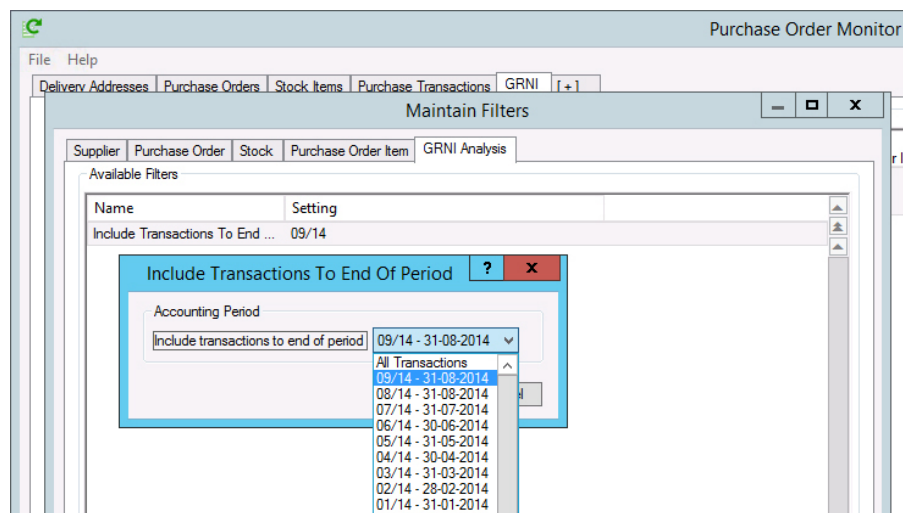 Purchase Order Monitor
File Help
Delivery Addresses Purchase Orders Stock Items Purchase Transactions GRNI [ + ]
Maintain Filters
Supplier Purchase Order Stock Purchase Order Item GRNI Analysis
Available Filters
Name Setting
Include Transactions To End ... 09/14
Include Transactions To End Of Period ? x
Accounting Period
Include transactions to end of period 09/14 - 31-08-2014
All Transactions
09/14 - 31-08-2014
08/14 - 31-08-2014
07/14 - 31-07-2014
06/14 - 30-06-2014
05/14 - 31-05-2014
04/14 - 30-04-2014
03/14 - 31-03-2014
02/14 - 28-02-2014
01/14 - 31-01-2014